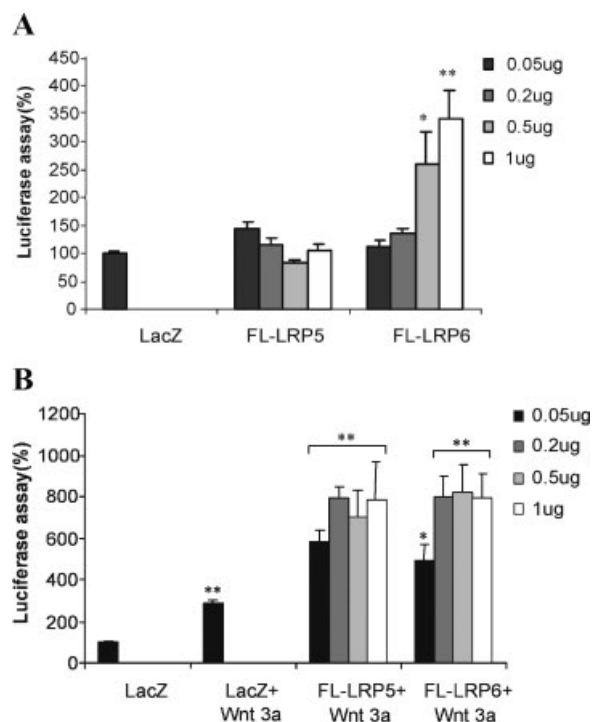 A
Luciferase assay(%)
450
400
350
300
250
200
150
100
50
0
*
**
0.05ug
0.2ug
0.5ug
1ug
LacZ FL-LRP5 FL-LRP6
B
Luciferase assay(%)
1200
1000
800
600
400
200
0
**
**
*
**
0.05ug
0.2ug
0.5ug
1ug
LacZ LacZ+ FL-LRP5+ FL-LRP6+
Wnt 3a Wnt 3a Wnt 3a